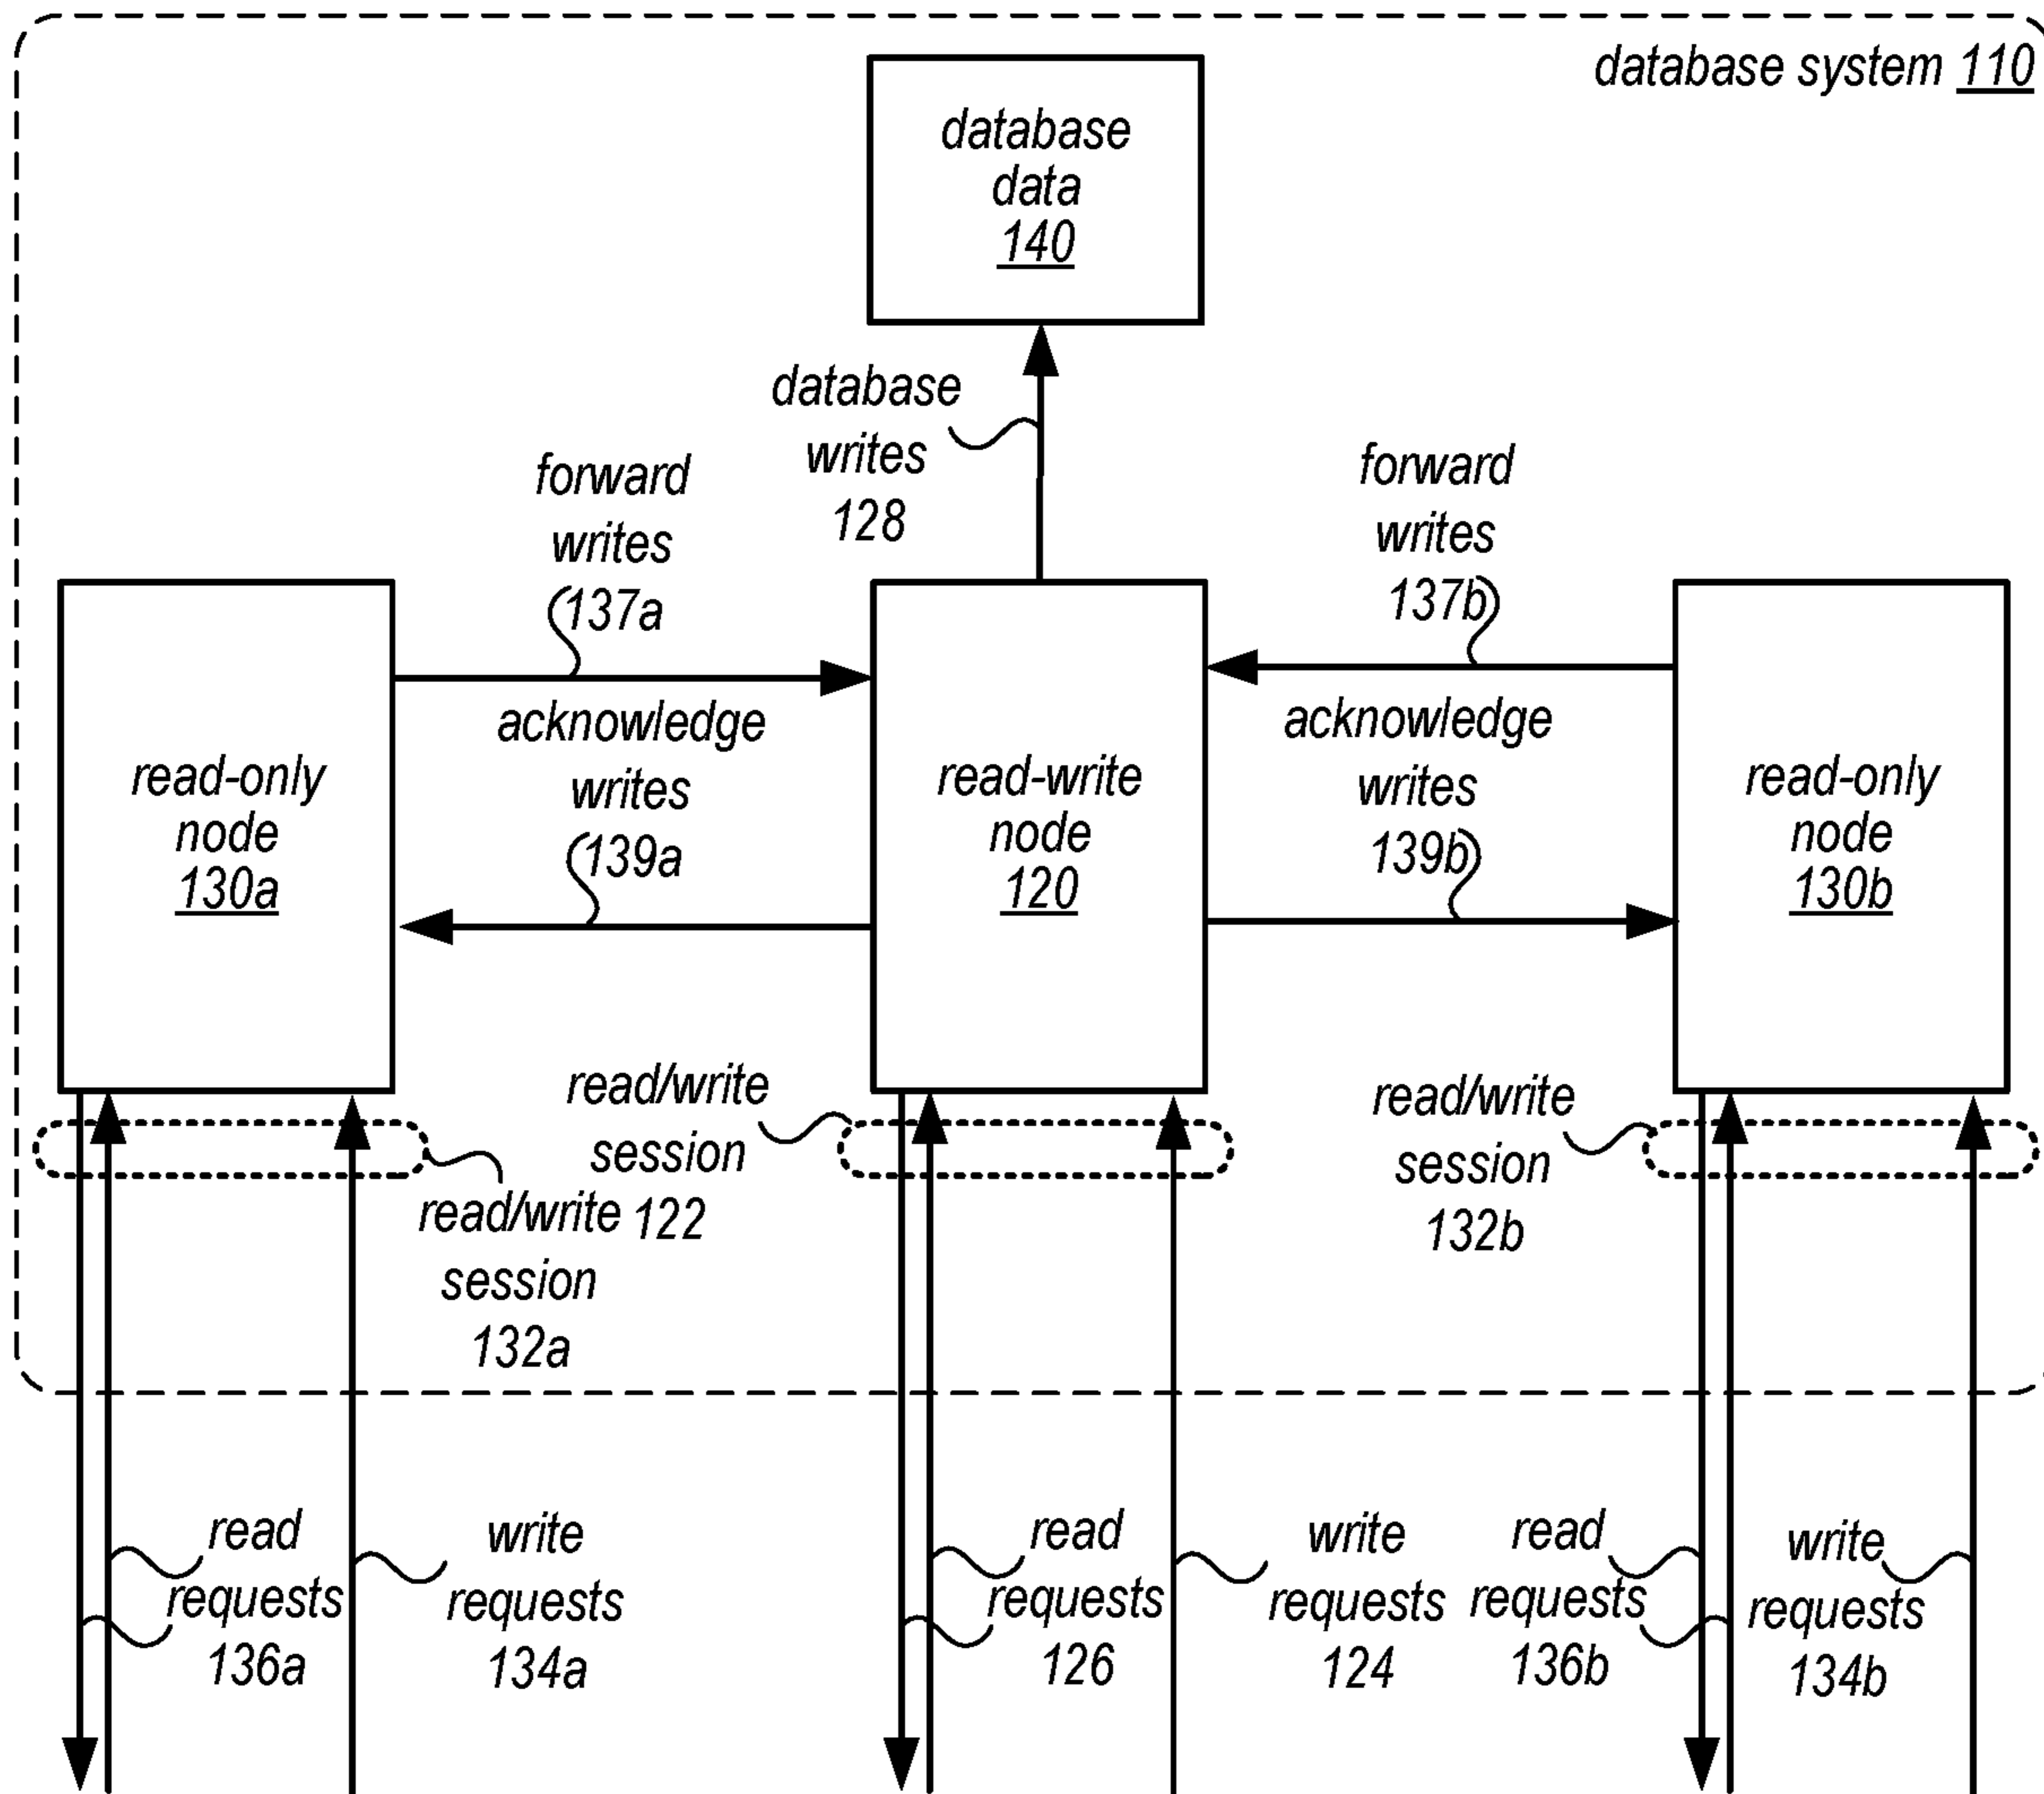 database system 110
database
data
140
database
writes
128
forward
writes
137a
forward
writes
137b
acknowledge
writes
139a
acknowledge
writes
139b
read-only
node
130a
read-write
node
120
read-only
node
130b
read/write
session
132a
read/write
session
122
read/write
session
132b
read
requests
136a
write
requests
134a
read
requests
126
write
requests
124
read
requests
136b
write
requests
134b